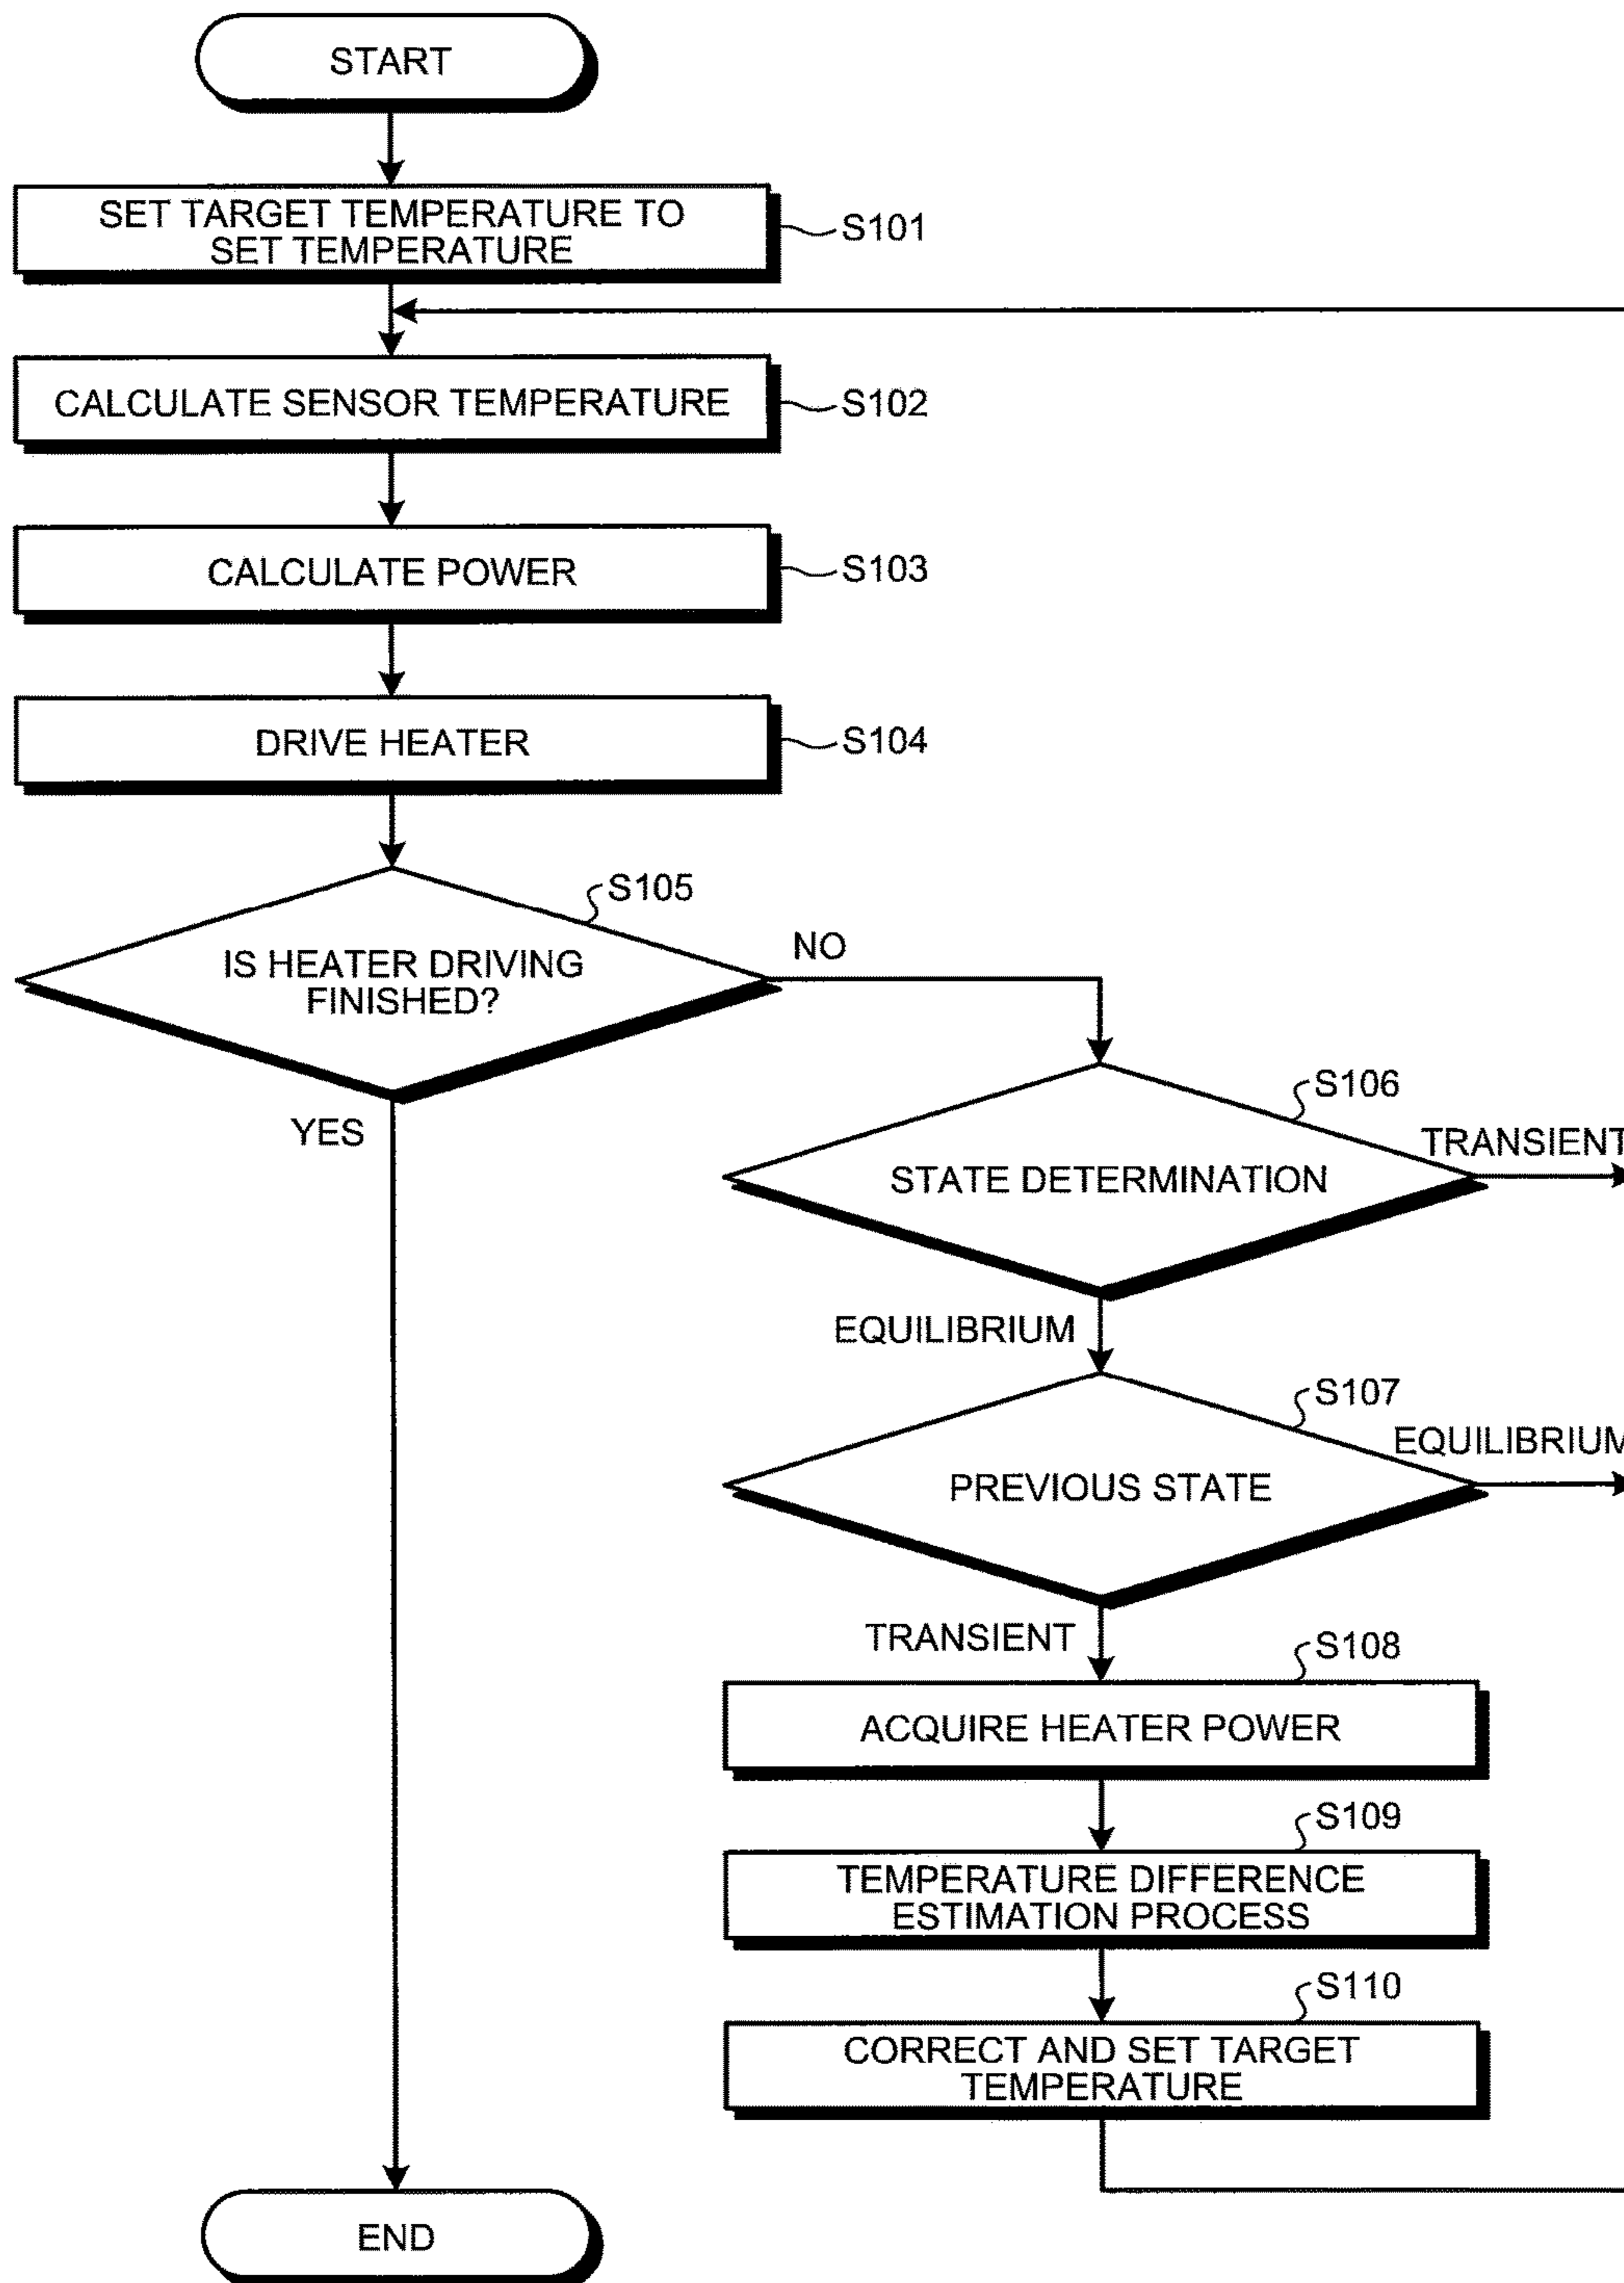 START
SET TARGET TEMPERATURE TO
SET TEMPERATURE
S101
CALCULATE SENSOR TEMPERATURE
S102
CALCULATE POWER
S103
DRIVE HEATER
S104
S105
IS HEATER DRIVING
FINISHED?
NO
YES
S106
STATE DETERMINATION
TRANSIENT
EQUILIBRIUM
S107
PREVIOUS STATE
EQUILIBRIUM
TRANSIENT
S108
ACQUIRE HEATER POWER
S109
TEMPERATURE DIFFERENCE
ESTIMATION PROCESS
S110
CORRECT AND SET TARGET
TEMPERATURE
END